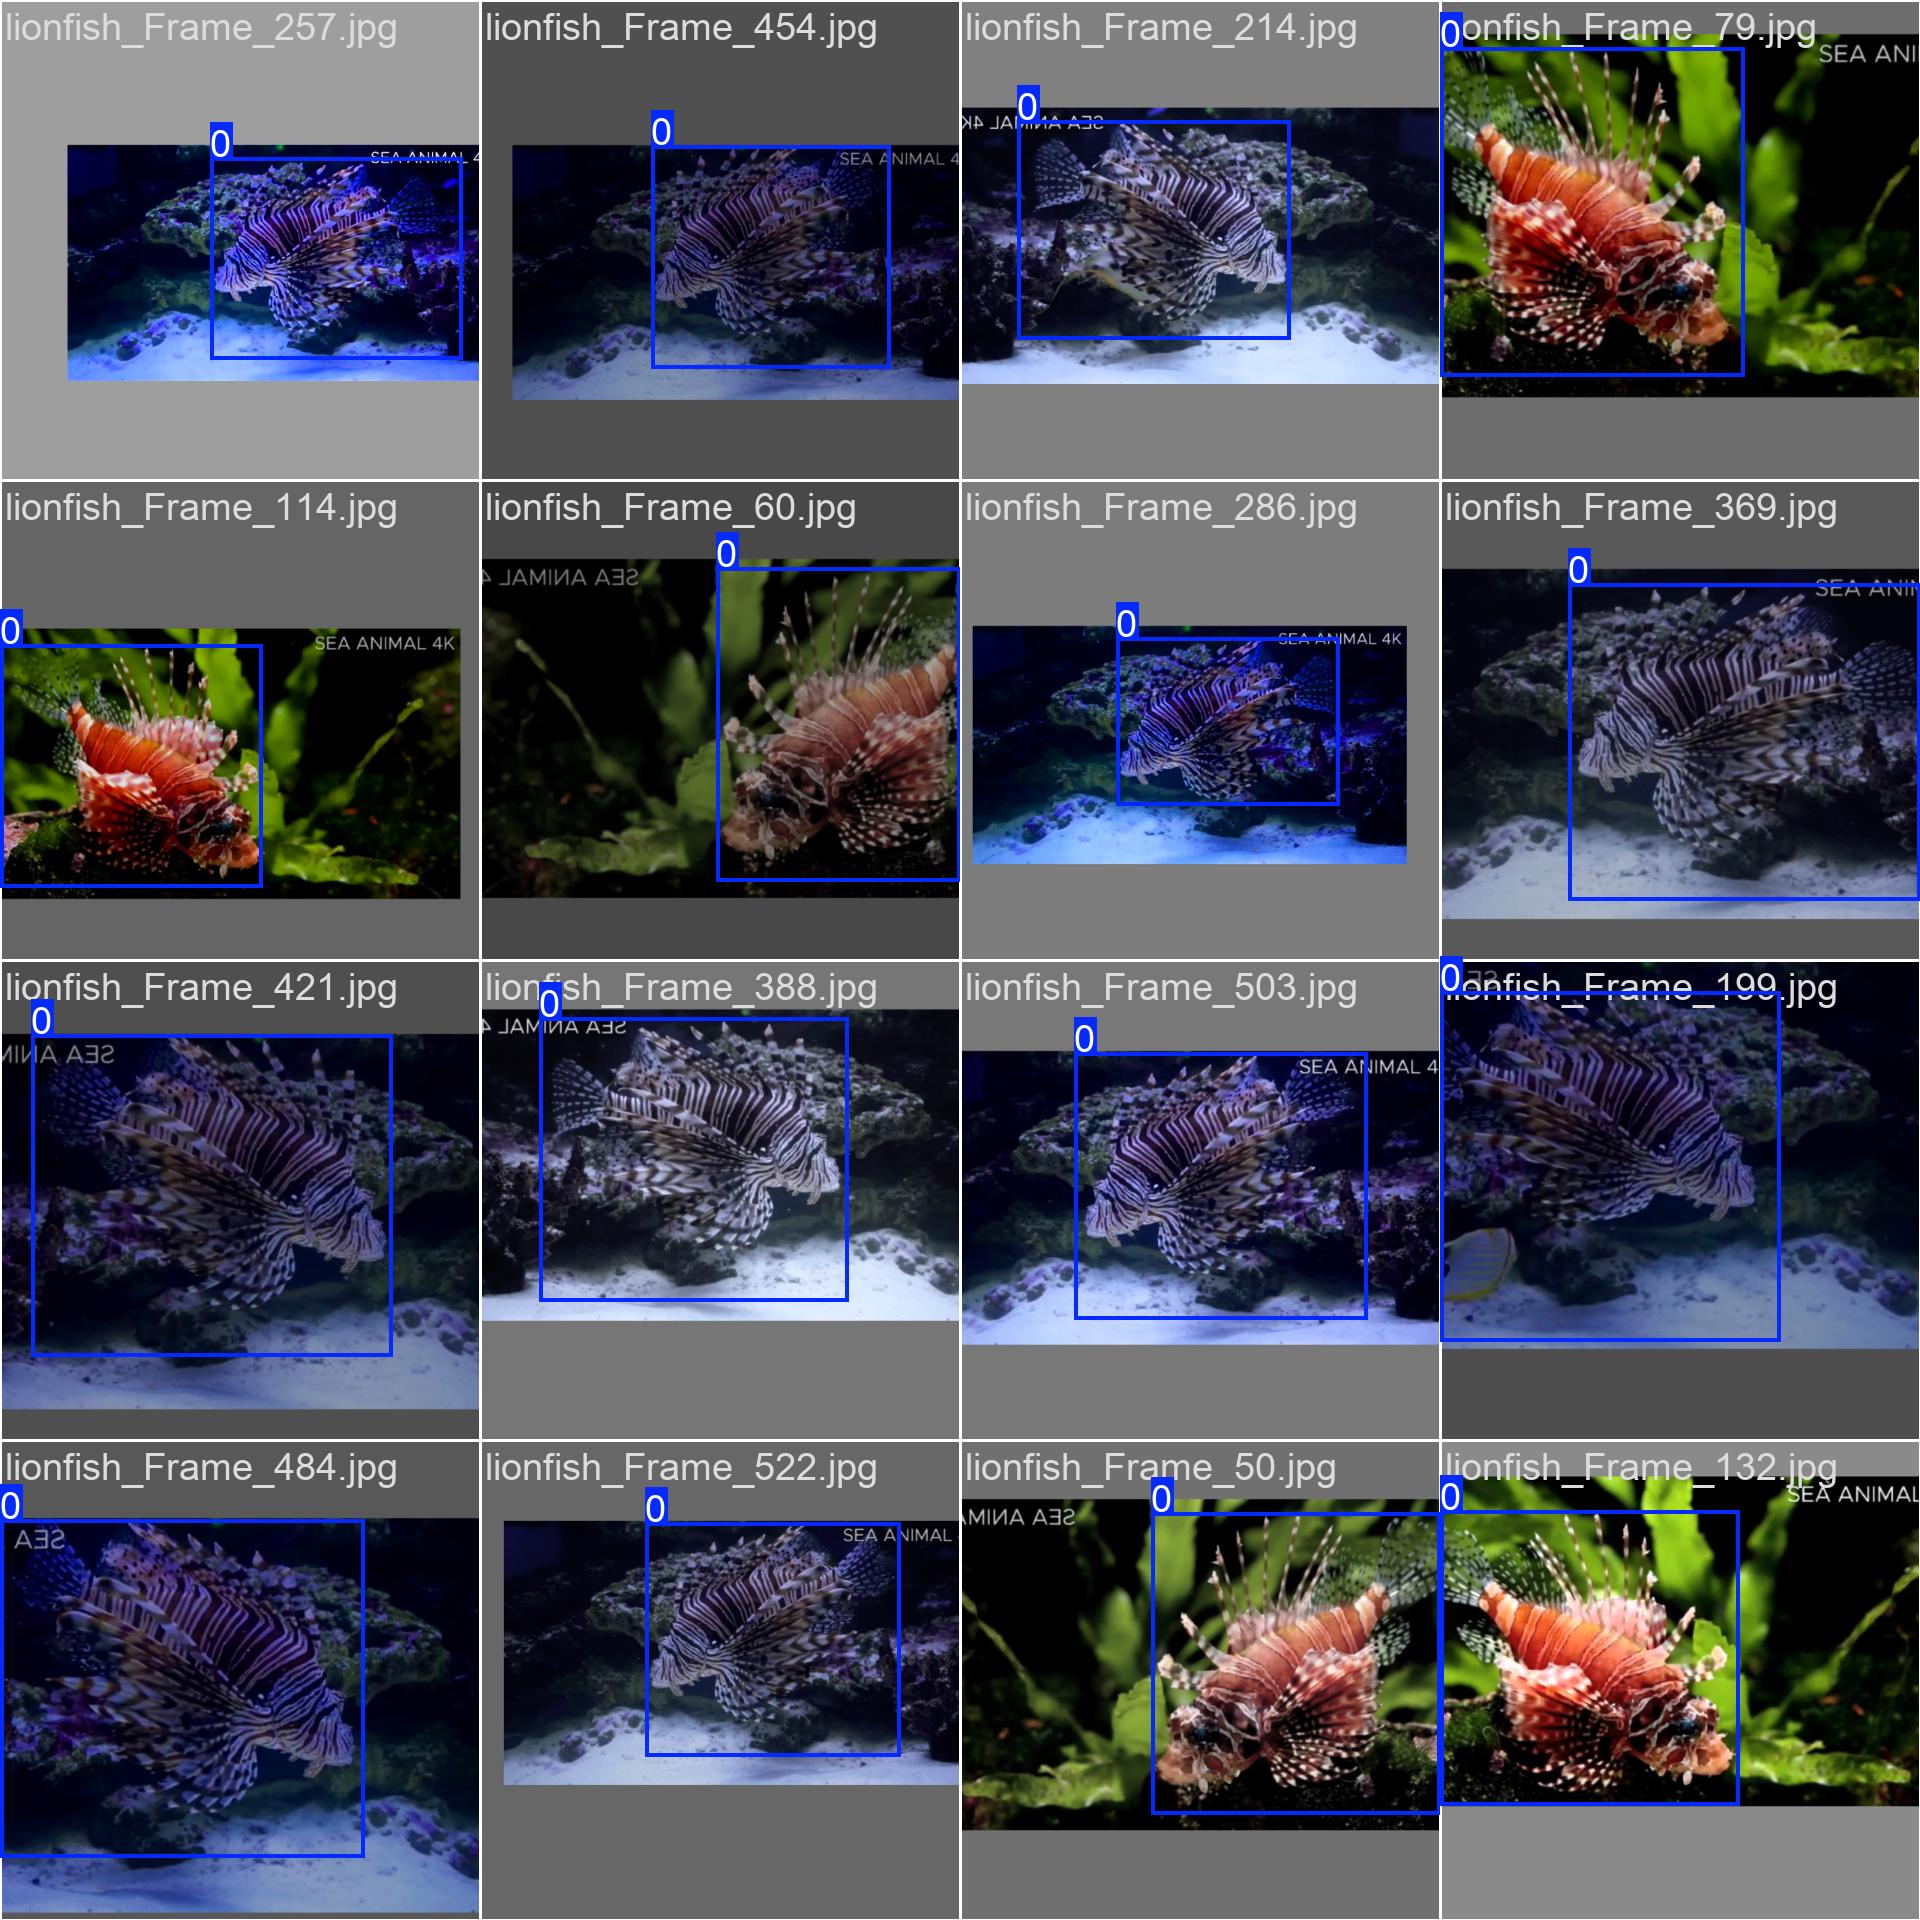 lionfish_Frame_257.jpg
0
SEA ANIMAL 4
lionfish_Frame_454.jpg
0
SEA ANIMAL 4
lionfish_Frame_214.jpg
0
SEA ANIMAL 4K
lionfish_Frame_79.jpg
0
SEA ANI
lionfish_Frame_114.jpg
0
SEA ANIMAL 4K
lionfish_Frame_60.jpg
0
SEA ANIMAL 4
lionfish_Frame_286.jpg
0
SEA ANIMAL 4K
lionfish_Frame_369.jpg
0
SEA ANIM
lionfish_Frame_421.jpg
0
SEA ANIM
lionfish_Frame_388.jpg
0
SEA ANIMAL 4
lionfish_Frame_503.jpg
0
SEA ANIMAL 4
lionfish_Frame_199.jpg
0
SE
lionfish_Frame_484.jpg
0
SEA
lionfish_Frame_522.jpg
0
SEA ANIMAL
lionfish_Frame_50.jpg
0
SEA ANIMA
lionfish_Frame_132.jpg
0
SEA ANIMAL